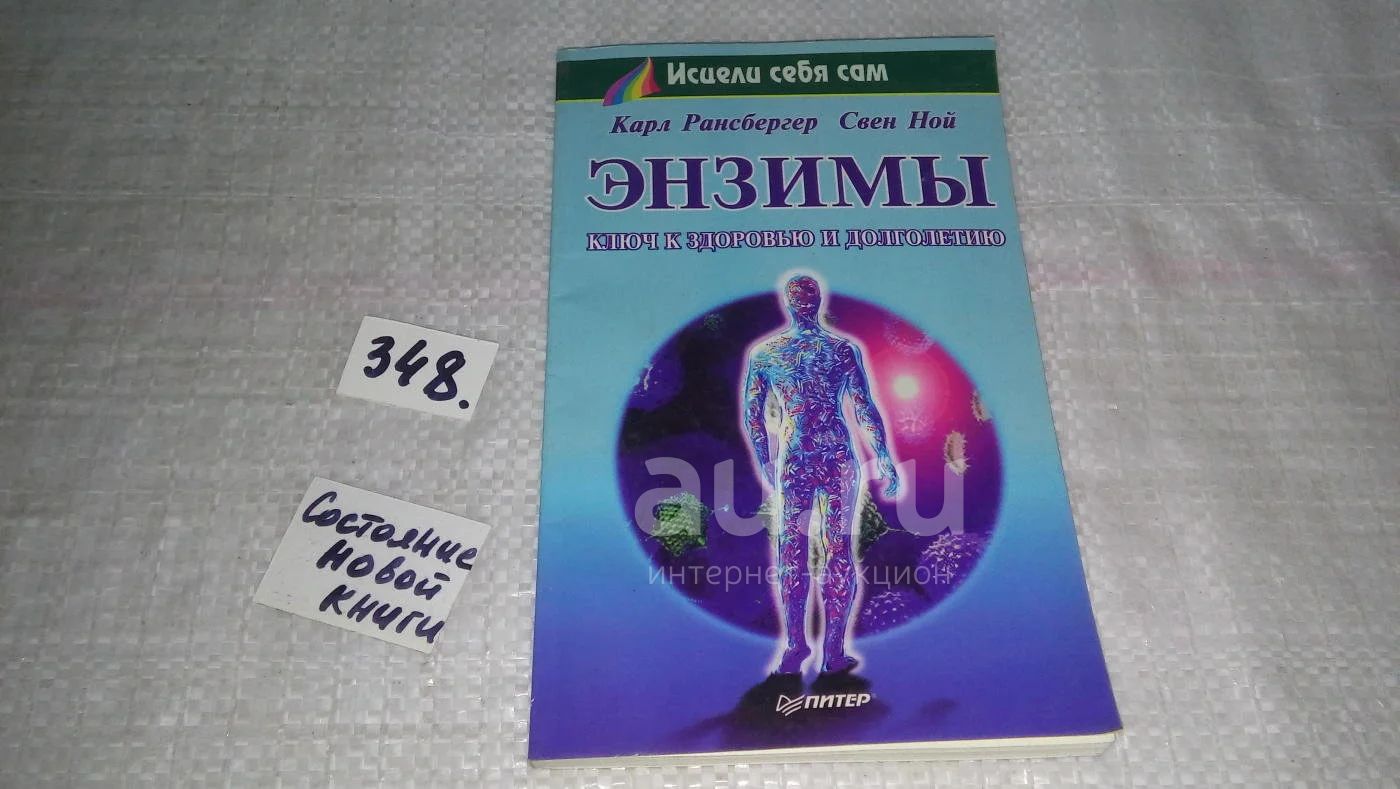 Исцели себя сам
Карл Рансбергер Свен Ной
ЭНЗИМЫ
КЛЮЧ К ЗДОРОВЬЮ И ДОЛГОЛЕТИЮ
348.
Состояние
новой
книги
au.ru
интернет-аукцион
ПИТЕР®